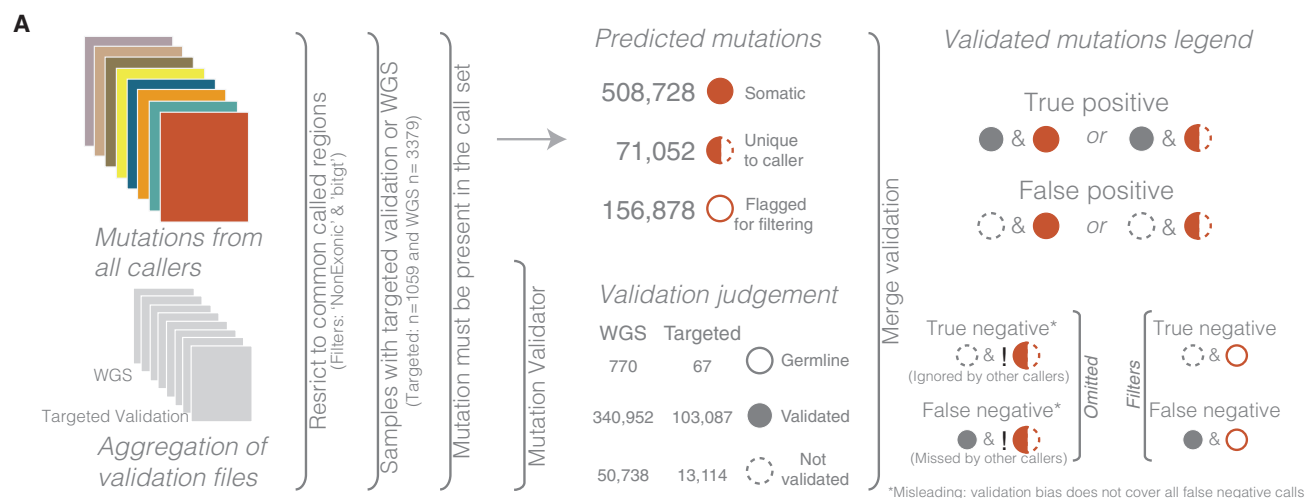 A
Mutations from
all callers
WGS
Targeted Validation
Aggregation of
validation files
Resrict to common called regions
(Filters: 'NonExonic' & 'bitgt')
Samples with targeted validation or WGS
(Targeted: n=1059 and WGS n= 3379)
Mutation must be present in the call set
Mutation Validator
Predicted mutations
508,728 Somatic
71,052 Unique
to caller
156,878 Flagged
for filtering
Validation judgement
WGS Targeted
770 67 Germline
340,952 103,087 Validated
50,738 13,114 Not
validated
Merge validation
Validated mutations legend
True positive
& or &
False positive
& or &
True negative*
& !
(Ignored by other callers)
False negative*
& !
(Missed by other callers)
Omitted
Filters
True negative
&
False negative
&
*Misleading: validation bias does not cover all false negative calls